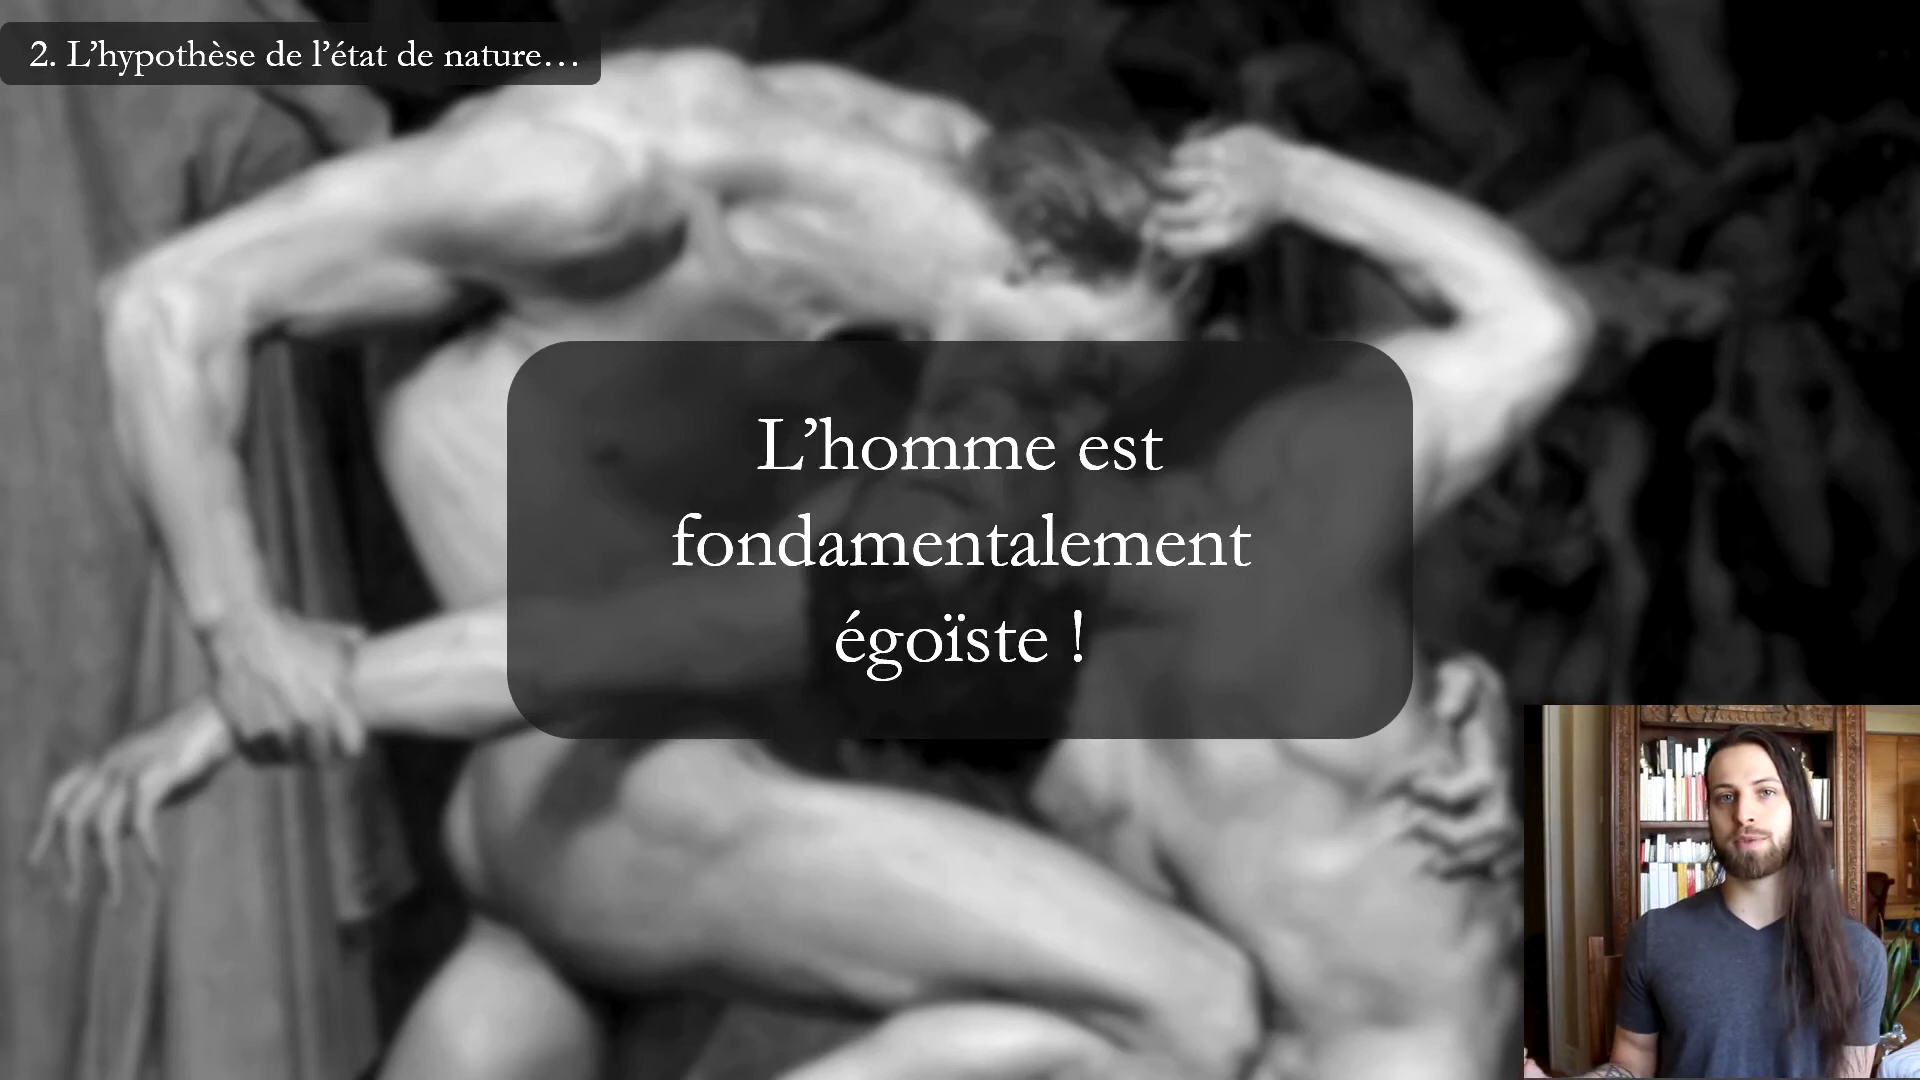 2. L’hypothèse de l’état de nature…
L’homme est
fondamentalement
égoïste !